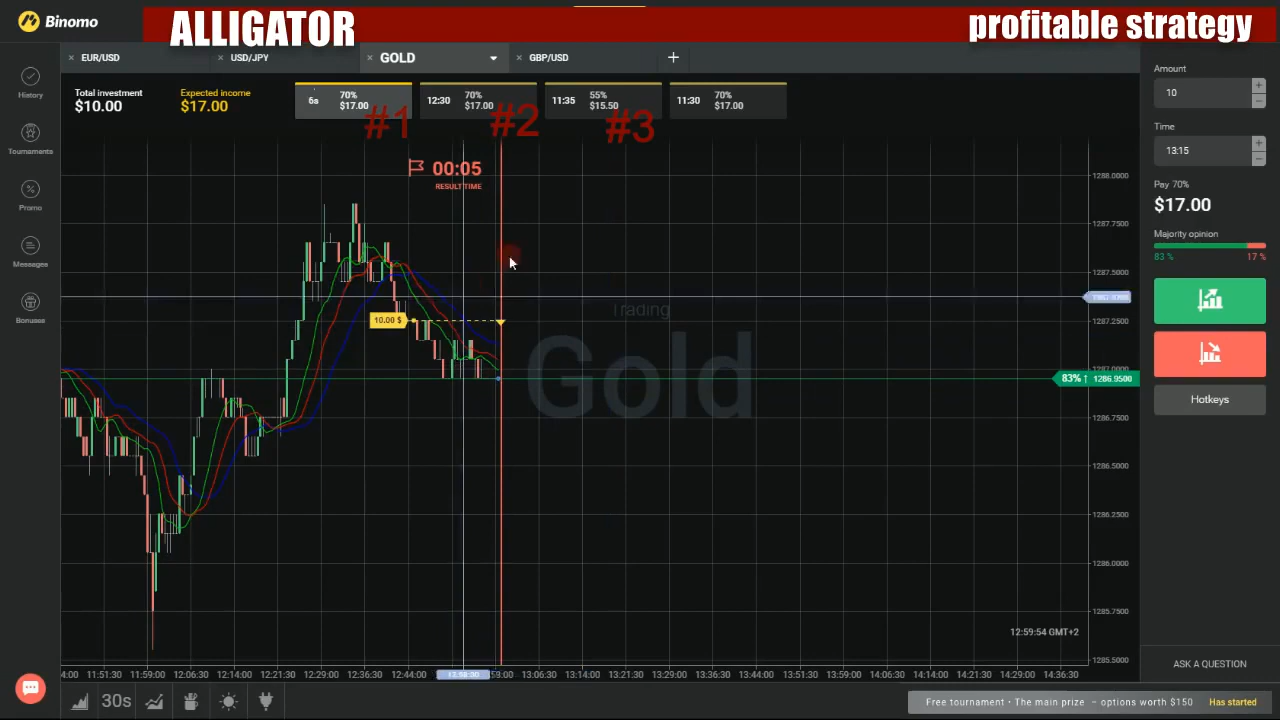 ALLIGATOR
profitable strategy
Binomo
EUR/USD
USD/JPY
GOLD
GBP/USD
Total investment
$10.00
Expected income
$17.00
6s
70%
$17.00
12:30
70%
$17.00
11:35
55%
$15.50
11:30
70%
$17.00
#1
#2
#3
00:05
RESULT TIME
History
Tournaments
Promo
Messages
Bonuses
Amount
10
Time
13:15
Pay 70%
$17.00
Majority opinion
83 %
17 %
Hotkeys
ASK A QUESTION
Trading
Gold
10.00 $
1288.0000
1287.7500
1287.5000
1287.2500
1287.0000
83% ↑ 1286.9500
1286.7500
1286.5000
1286.2500
1286.0000
1285.7500
1285.5000
12:59:54 GMT+2
4:00 11:51:30 11:59:00 12:06:30 12:14:00 12:21:30 12:29:00 12:36:30 12:44:00 59:00 13:06:30 13:14:00 13:21:30 13:29:00 13:36:30 13:44:00 13:51:30 13:59:00 14:06:30 14:14:00 14:21:30 14:29:00 14:36:30
30s
Free tournament • The main prize – options worth $150 Has started